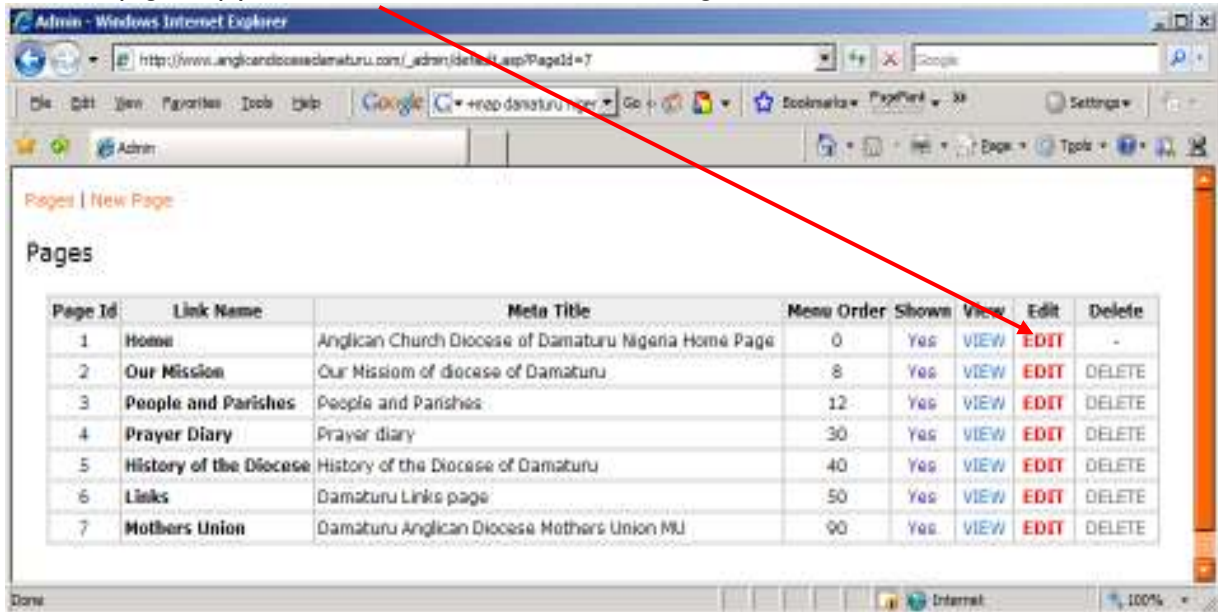 Admin - Windows Internet Explorer
http://www.anglicandiocesedamaturu.com/_admin/default.asp?PageId=7 Google
File Edit View Favorites Tools Help Google +map damaturu niger Go Bookmarks PageRank Settings
Admin Page Tools
Pages | New Page
Pages
Page Id Link Name Meta Title Menu Order Shown View Edit Delete
1 Home Anglican Church Diocese of Damaturu Nigeria Home Page 0 Yes VIEW EDIT -
2 Our Mission Our Missiom of diocese of Damaturu 8 Yes VIEW EDIT DELETE
3 People and Parishes People and Parishes 12 Yes VIEW EDIT DELETE
4 Prayer Diary Prayer diary 30 Yes VIEW EDIT DELETE
5 History of the Diocese History of the Diocese of Damaturu 40 Yes VIEW EDIT DELETE
6 Links Damaturu Links page 50 Yes VIEW EDIT DELETE
7 Mothers Union Damaturu Anglican Diocese Mothers Union MU 90 Yes VIEW EDIT DELETE
Done Internet 100%